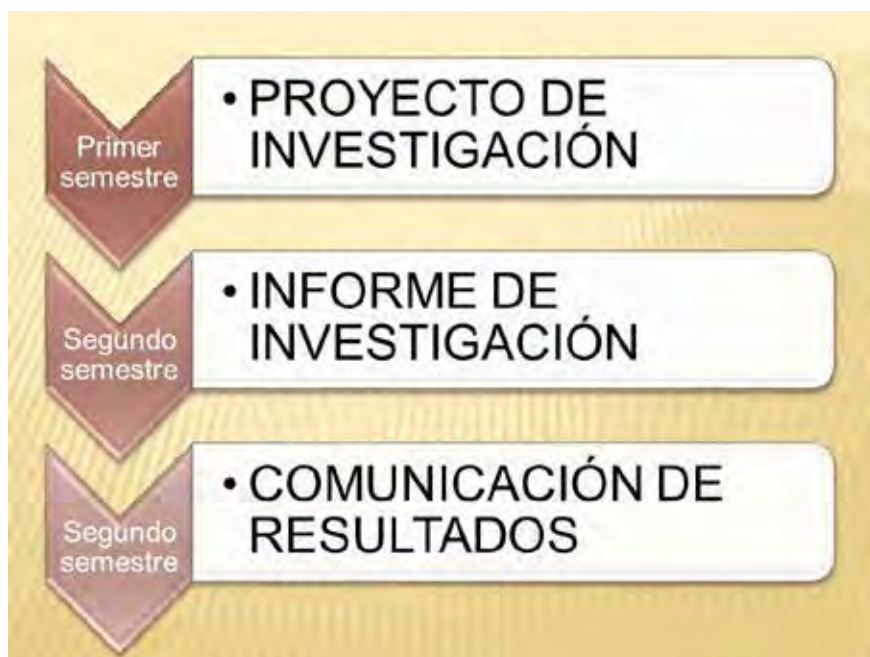 Primer
semestre
• PROYECTO DE
INVESTIGACIÓN
Segundo
semestre
• INFORME DE
INVESTIGACIÓN
Segundo
semestre
• COMUNICACIÓN DE
RESULTADOS